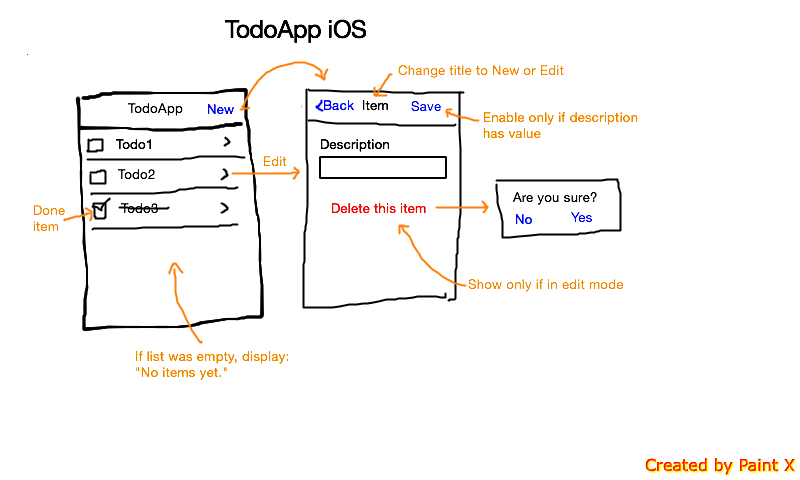 TodoApp iOS
Change title to New or Edit
TodoApp New
Back Item Save
Enable only if description
has value
Todo1
Description
Todo2
Edit
Are you sure?
No Yes
Done
item
Todo3
Delete this item
Show only if in edit mode
If list was empty, display:
"No items yet."
Created by Paint X